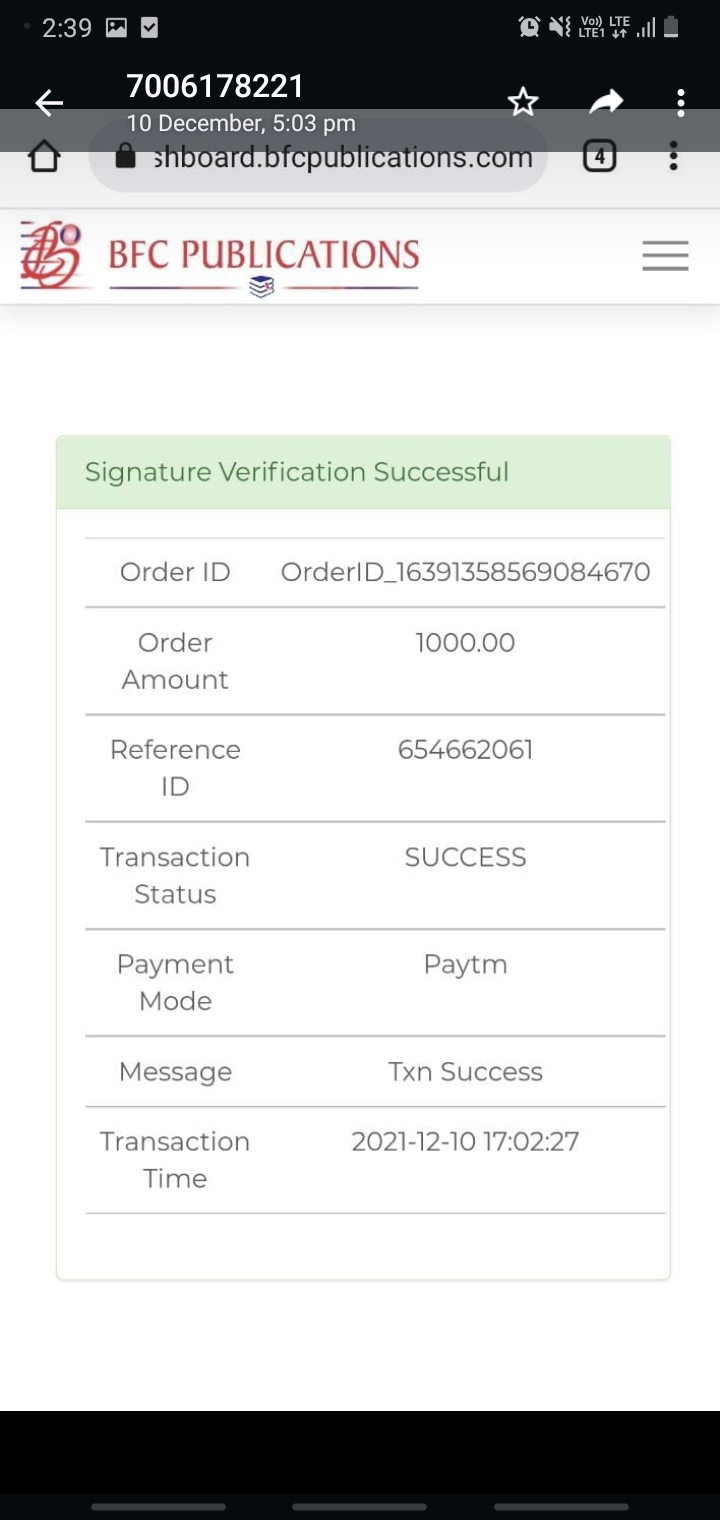 2:39
Vo)) LTE
LTE1
7006178221
10 December, 5:03 pm
shboard.bfcpublications.com
4
BFC PUBLICATIONS
Signature Verification Successful
Order ID OrderID_16391358569084670
Order 1000.00
Amount
Reference 654662061
ID
Transaction SUCCESS
Status
Payment Paytm
Mode
Message Txn Success
Transaction 2021-12-10 17:02:27
Time